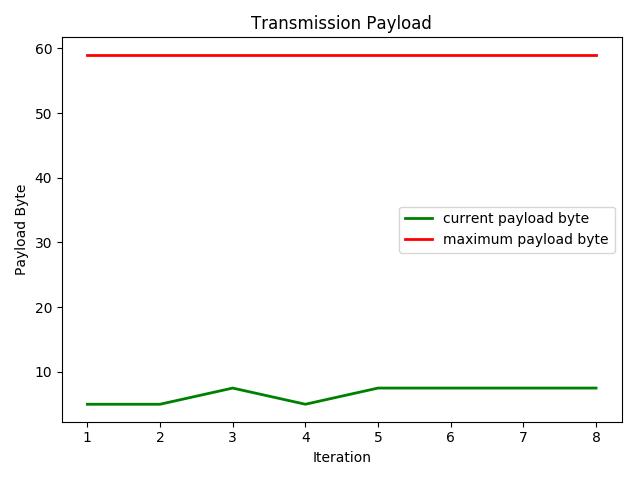 Transmission Payload
Payload Byte
60
50
40
30
20
10
current payload byte
maximum payload byte
1 2 3 4 5 6 7 8
Iteration